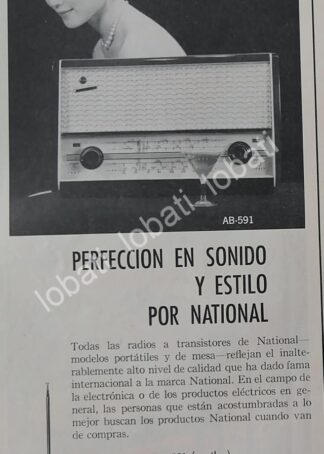 AB-591
lobati lobati lobati
PERFECCION EN SONIDO
Y ESTILO
POR NATIONAL
lobati lobati
Todas las radios a transistores de National—
modelos portátiles y de mesa—reflejan el inalte-
rablemente alto nivel de calidad que ha dado fama
internacional a la marca National. En el campo de
la electrónica o de los productos eléctricos en ge-
neral, las personas que están acostumbradas a lo
mejor buscan los productos National cuando van
de compras.